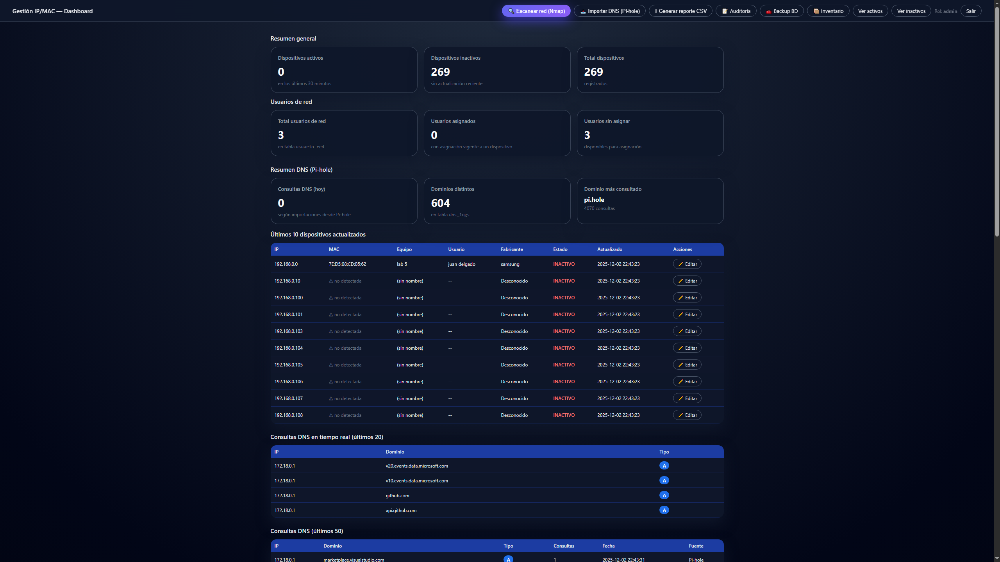 Gestión IP/MAC — Dashboard
🔍 Escanear red (Nmap) 📥 Importar DNS (Pi-hole) ⬇ Generar reporte CSV 📝 Auditoría 🧰 Backup BD 📦 Inventario Ver activos Ver inactivos Rol: admin Salir
Resumen general
Dispositivos activos Dispositivos inactivos Total dispositivos
0 269 269
en los últimos 30 minutos sin actualización reciente registrados
Usuarios de red
Total usuarios de red Usuarios asignados Usuarios sin asignar
3 0 3
en tabla usuario_red con asignación vigente a un dispositivo disponibles para asignación
Resumen DNS (Pi-hole)
Consultas DNS (hoy) Dominios distintos Dominio más consultado
0 604 pi.hole
según importaciones desde Pi-hole en tabla dns_logs 4070 consultas
Últimos 10 dispositivos actualizados
IP MAC Equipo Usuario Fabricante Estado Actualizado Acciones
192.168.0.0 7E:D5:08:CD:B5:62 lab 5 juan delgado samsung INACTIVO 2025-12-02 22:43:23 ✏️ Editar
192.168.0.10 ⚠ no detectada (sin nombre) -- Desconocido INACTIVO 2025-12-02 22:43:23 ✏️ Editar
192.168.0.100 ⚠ no detectada (sin nombre) -- Desconocido INACTIVO 2025-12-02 22:43:23 ✏️ Editar
192.168.0.101 ⚠ no detectada (sin nombre) -- Desconocido INACTIVO 2025-12-02 22:43:23 ✏️ Editar
192.168.0.103 ⚠ no detectada (sin nombre) -- Desconocido INACTIVO 2025-12-02 22:43:23 ✏️ Editar
192.168.0.104 ⚠ no detectada (sin nombre) -- Desconocido INACTIVO 2025-12-02 22:43:23 ✏️ Editar
192.168.0.105 ⚠ no detectada (sin nombre) -- Desconocido INACTIVO 2025-12-02 22:43:23 ✏️ Editar
192.168.0.106 ⚠ no detectada (sin nombre) -- Desconocido INACTIVO 2025-12-02 22:43:23 ✏️ Editar
192.168.0.107 ⚠ no detectada (sin nombre) -- Desconocido INACTIVO 2025-12-02 22:43:23 ✏️ Editar
192.168.0.108 ⚠ no detectada (sin nombre) -- Desconocido INACTIVO 2025-12-02 22:43:23 ✏️ Editar
Consultas DNS en tiempo real (últimos 20)
IP Dominio Tipo
172.18.0.1 v20.events.data.microsoft.com A
172.18.0.1 v10.events.data.microsoft.com A
172.18.0.1 github.com A
172.18.0.1 api.github.com A
Consultas DNS (últimos 50)
IP Dominio Tipo Consultas Fecha Fuente
172.18.0.1 marketplace.visualstudio.com A 1 2025-12-02 22:43:31 Pi-hole